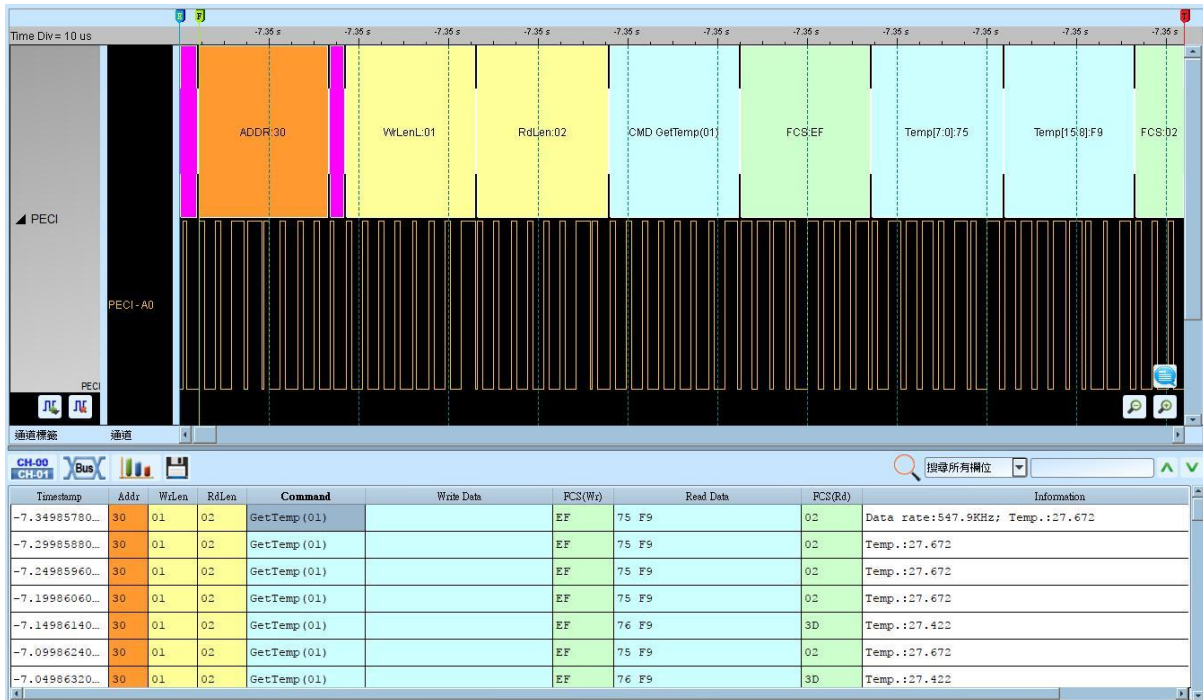 E F T
Time Div = 10 us -7.35 s -7.35 s -7.35 s -7.35 s -7.35 s -7.35 s -7.35 s -7.35 s -7.35 s -7.35 s -7.35 s
ADDR:30 WrLenL:01 RdLen:02 CMD GetTemp(01) FCS:EF Temp[7:0]:75 Temp[15:8]:F9 FCS:02
PECI
PECI - A0
PECI
通道標籤 通道
CH-00
CH-01 Bus 搜尋所有欄位
Timestamp Addr WrLen RdLen Command Write Data FCS(Wr) Read Data FCS(Rd) Information
-7.34985780... 30 01 02 GetTemp(01) EF 75 F9 02 Data rate:547.9KHz; Temp.:27.672
-7.29985880... 30 01 02 GetTemp(01) EF 75 F9 02 Temp.:27.672
-7.24985960... 30 01 02 GetTemp(01) EF 75 F9 02 Temp.:27.672
-7.19986060... 30 01 02 GetTemp(01) EF 75 F9 02 Temp.:27.672
-7.14986140... 30 01 02 GetTemp(01) EF 76 F9 3D Temp.:27.422
-7.09986240... 30 01 02 GetTemp(01) EF 75 F9 02 Temp.:27.672
-7.04986320... 30 01 02 GetTemp(01) EF 76 F9 3D Temp.:27.422